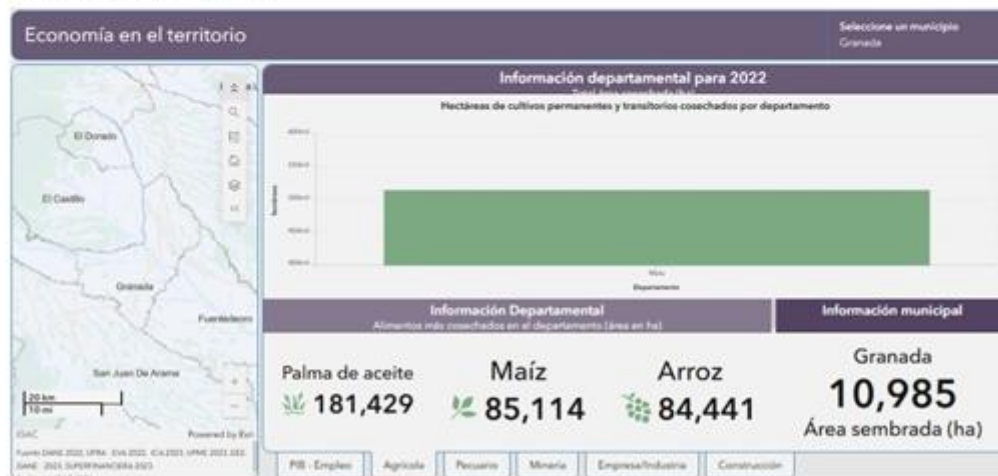 Economía en el territorio
Seleccione un municipio
Granada
El Dorado
El Castillo
Granada
San Juan De Arama
20 km
10 mi
IGAC
Powered by Esri
Información departamental para 2022
Hectáreas de cultivos permanentes y transitorios cosechados por departamento
Departamento
Información Departamental
Alimentos más cosechados en el departamento (área en ha)
Palma de aceite
181,429
Maíz
85,114
Arroz
84,441
Información municipal
Granada
10,985
Área sembrada (ha)
PIB - Empleo
Agrícola
Pecuario
Minería
Empresa/Industria
Construcción